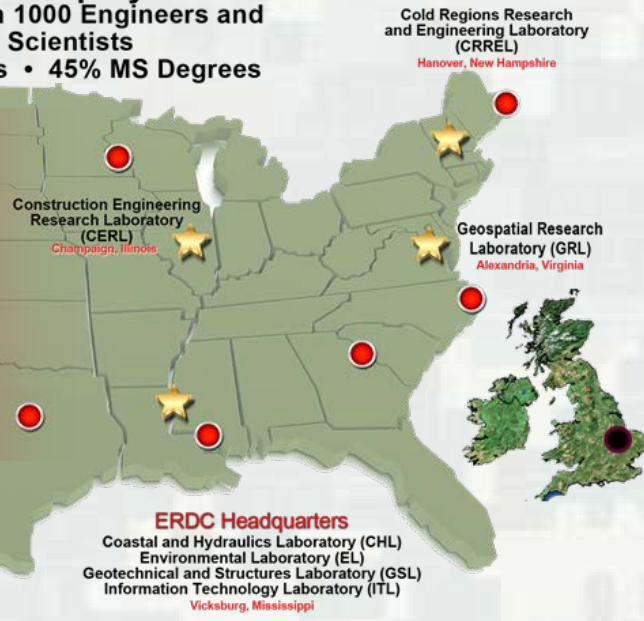 1000 Engineers and
Scientists
• 45% MS Degrees
Cold Regions Research
and Engineering Laboratory
(CRREL)
Hanover, New Hampshire
Construction Engineering
Research Laboratory
(CERL)
Champaign, Illinois
Geospatial Research
Laboratory (GRL)
Alexandria, Virginia
ERDC Headquarters
Coastal and Hydraulics Laboratory (CHL)
Environmental Laboratory (EL)
Geotechnical and Structures Laboratory (GSL)
Information Technology Laboratory (ITL)
Vicksburg, Mississippi